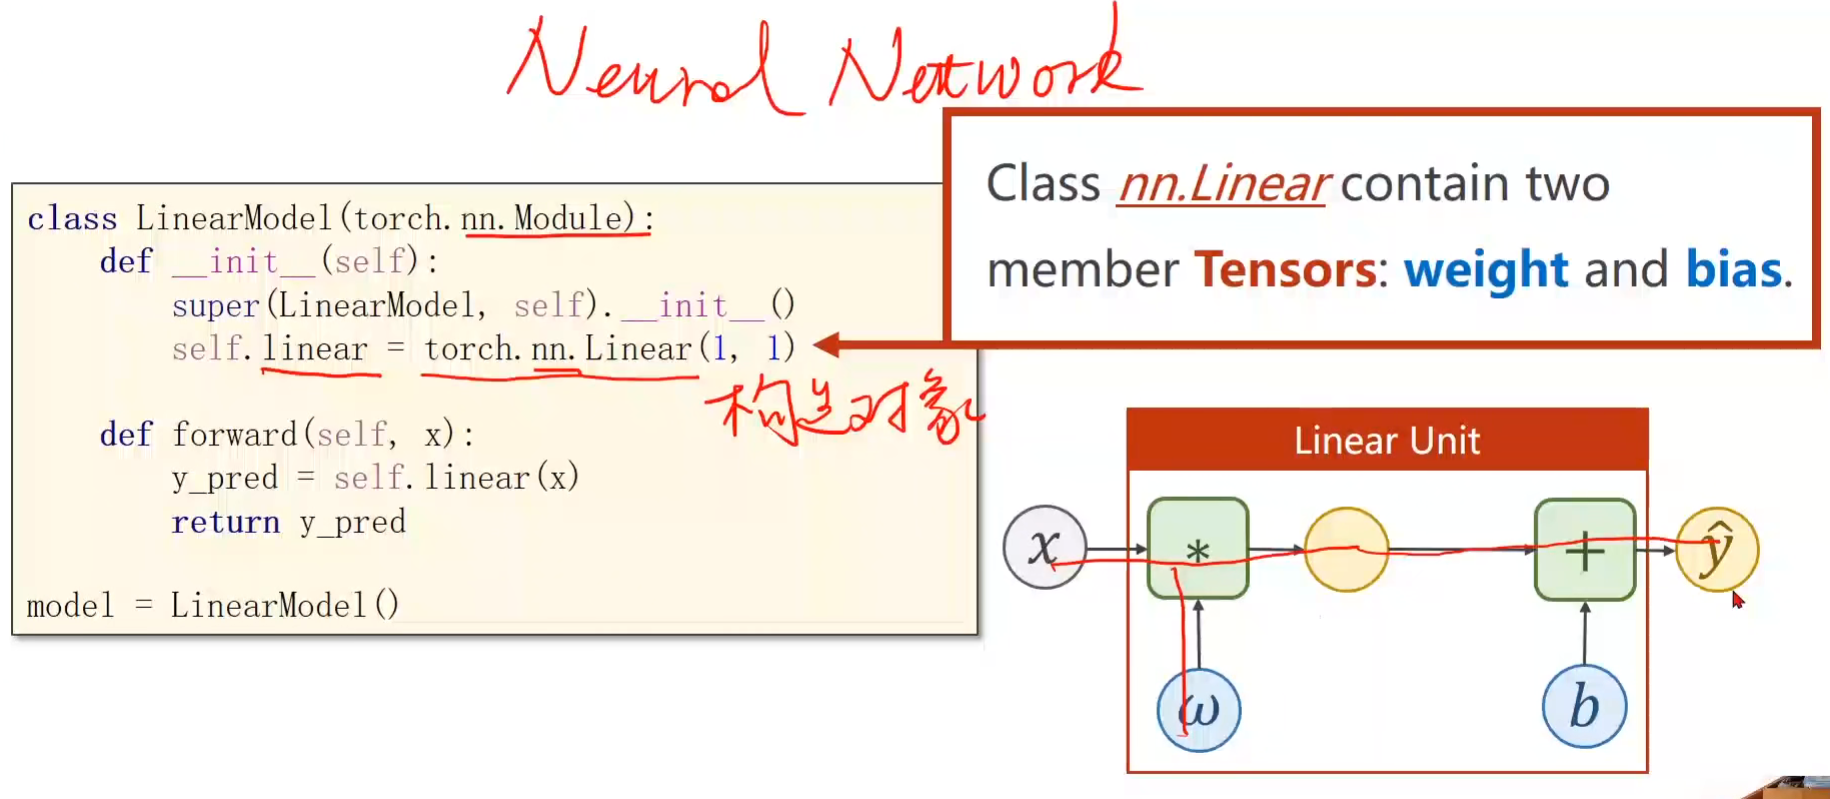 Neural Network
Class nn.Linear contain two
member Tensors: weight and bias.
class LinearModel(torch.nn.Module):
    def __init__(self):
        super(LinearModel, self).__init__()
        self.linear = torch.nn.Linear(1, 1)
构造对象
    def forward(self, x):
        y_pred = self.linear(x)
        return y_pred
model = LinearModel()
Linear Unit
x * + ŷ
ω b